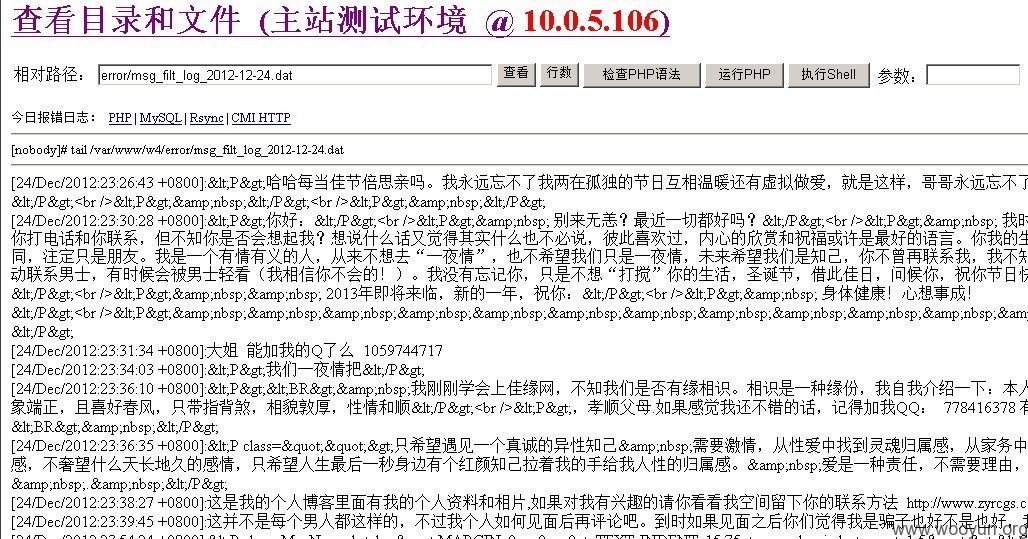 查看目录和文件 (主站测试环境 @ 10.0.5.106)
相对路径： error/msg_filt_log_2012-12-24.dat 查看 行数 检查PHP语法 运行PHP 执行Shell 参数：
今日报错日志： PHP | MySQL | Rsync | CMI HTTP
[nobody]# tail /var/www/w4/error/msg_filt_log_2012-12-24.dat
[24/Dec/2012:23:26:43 +0800]:&lt;P&gt;哈哈每当佳节倍思亲吗。我永远忘不了我两在孤独的节日互相温暖还有虚拟做爱，就是这样，哥哥永远忘不了
&lt;/P&gt;<br />&lt;P&gt;&amp;nbsp;&lt;/P&gt;<br />&lt;P&gt;&amp;nbsp;&lt;/P&gt;
[24/Dec/2012:23:30:28 +0800]:&lt;P&gt;你好：&lt;/P&gt;<br />&lt;P&gt;&amp;nbsp; 别来无恙？最近一切都好吗？&lt;/P&gt;<br />&lt;P&gt;&amp;nbsp; 我时
你打电话和你联系，但不知你是否会想起我？想说什么话又觉得其实什么也不必说，彼此喜欢过，内心的欣赏和祝福或许是最好的语言。你我的生
同，注定只是朋友。我是一个有情有义的人，从来不想去“一夜情”，也不希望我们只是一夜情，未来希望我们是知己，你不曾再联系我，我不知
动联系男士，有时候会被男士轻看（我相信你不会的！）。我没有忘记你，只是不想“打搅”你的生活，圣诞节，借此佳日，问候你，祝你节日快
&lt;/P&gt;<br />&lt;P&gt;&amp;nbsp;&amp;nbsp; 2013年即将来临，新的一年，祝你：&lt;/P&gt;<br />&lt;P&gt;&amp;nbsp; 身体健康！心想事成！
&lt;/P&gt;<br />&lt;P&gt;&amp;nbsp;&amp;nbsp;&amp;nbsp;&amp;nbsp;&amp;nbsp;&amp;nbsp;&amp;nbsp;&amp;nbsp;&amp;nbsp;&amp;nbsp;&amp;nbsp;&amp
&lt;/P&gt;
[24/Dec/2012:23:31:34 +0800]:大姐 能加我的Q了么 1059744717
[24/Dec/2012:23:34:03 +0800]:&lt;P&gt;我们一夜情把&lt;/P&gt;
[24/Dec/2012:23:36:10 +0800]:&lt;P&gt;&lt;BR&gt;&amp;nbsp;我刚刚学会上佳缘网，不知我们是否有缘相识。相识是一种缘份，我自我介绍一下：本人
象端正，且喜好春风，只带指背煞，相貌敦厚，性情和顺&lt;/P&gt;<br />&lt;P&gt;，孝顺父母.如果感觉我还不错的话，记得加我QQ： 778416378 有
&lt;BR&gt;&amp;nbsp;&lt;/P&gt;
[24/Dec/2012:23:36:35 +0800]:&lt;P class=&quot;&quot;&gt;只希望遇见一个真诚的异性知己&amp;nbsp;需要激情，从性爱中找到灵魂归属感，从家务中
感，不奢望什么天长地久的感情，只希望人生最后一秒身边有个红颜知己拉着我的手给我人性的归属感。&amp;nbsp;爱是一种责任，不需要理由，
&amp;nbsp;.&amp;nbsp;&lt;/P&gt;
[24/Dec/2012:23:38:27 +0800]:这是我的个人博客里面有我的个人资料和相片,如果对我有兴趣的请你看看我空间留下你的联系方法 http://www.zyrcgs.c
[24/Dec/2012:23:39:45 +0800]:这并不是每个男人都这样的，不过我个人如何见面后再评论吧。到时如果见面之后你们觉得我是骗子也好不是也好，我
www.wooyun.org